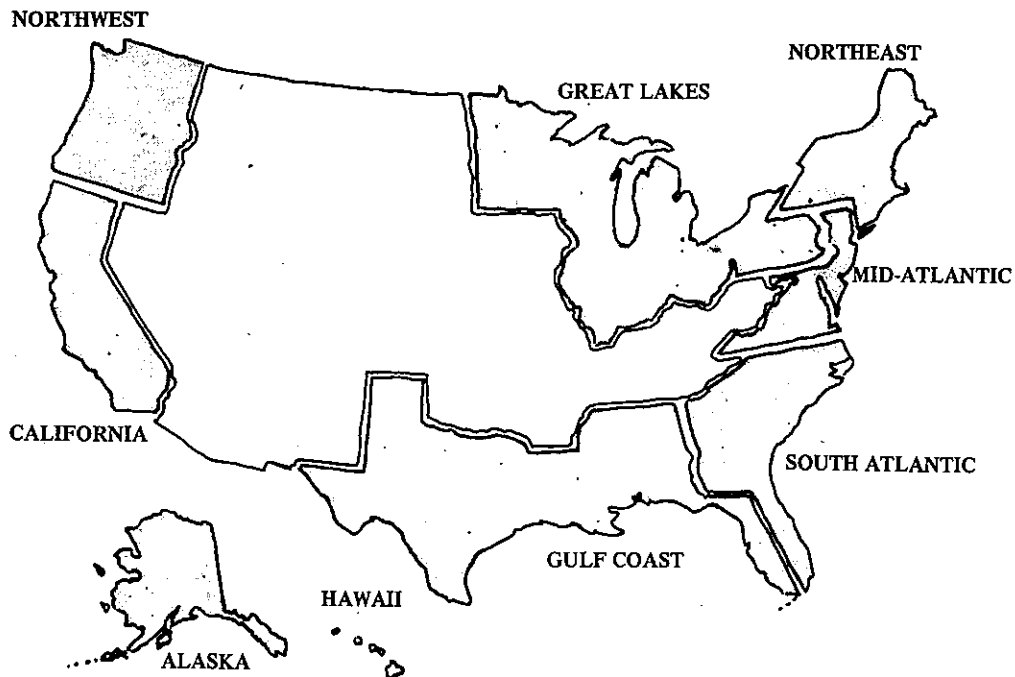 NORTHWEST
NORTHEAST
GREAT LAKES
MID-ATLANTIC
CALIFORNIA
SOUTH ATLANTIC
GULF COAST
HAWAII
ALASKA